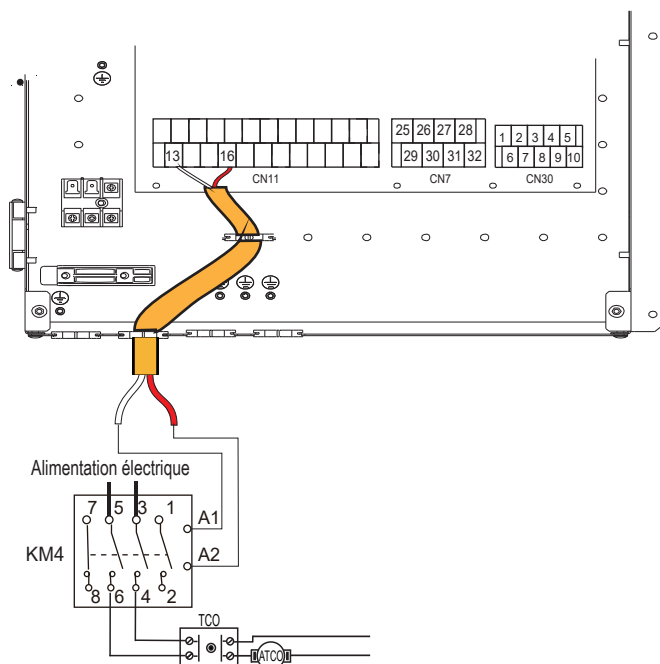 25 26 27 28
1 2 3 4 5
13 16
29 30 31 32
6 7 8 9 10
CN11
CN7
CN30
Alimentation électrique
7 5 3 1
A1
KM4
A2
8 6 4 2
TCO
ATCO